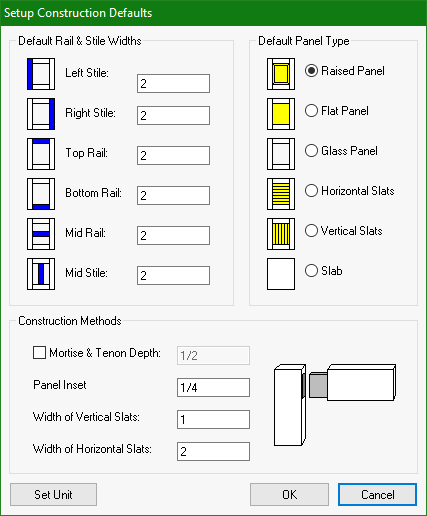 Setup Construction Defaults
Default Rail & Stile Widths
Left Stile: 2
Right Stile: 2
Top Rail: 2
Bottom Rail: 2
Mid Rail: 2
Mid Stile: 2
Default Panel Type
Raised Panel
Flat Panel
Glass Panel
Horizontal Slats
Vertical Slats
Slab
Construction Methods
Mortise & Tenon Depth: 1/2
Panel Inset 1/4
Width of Vertical Slats: 1
Width of Horizontal Slats: 2
Set Unit
OK
Cancel